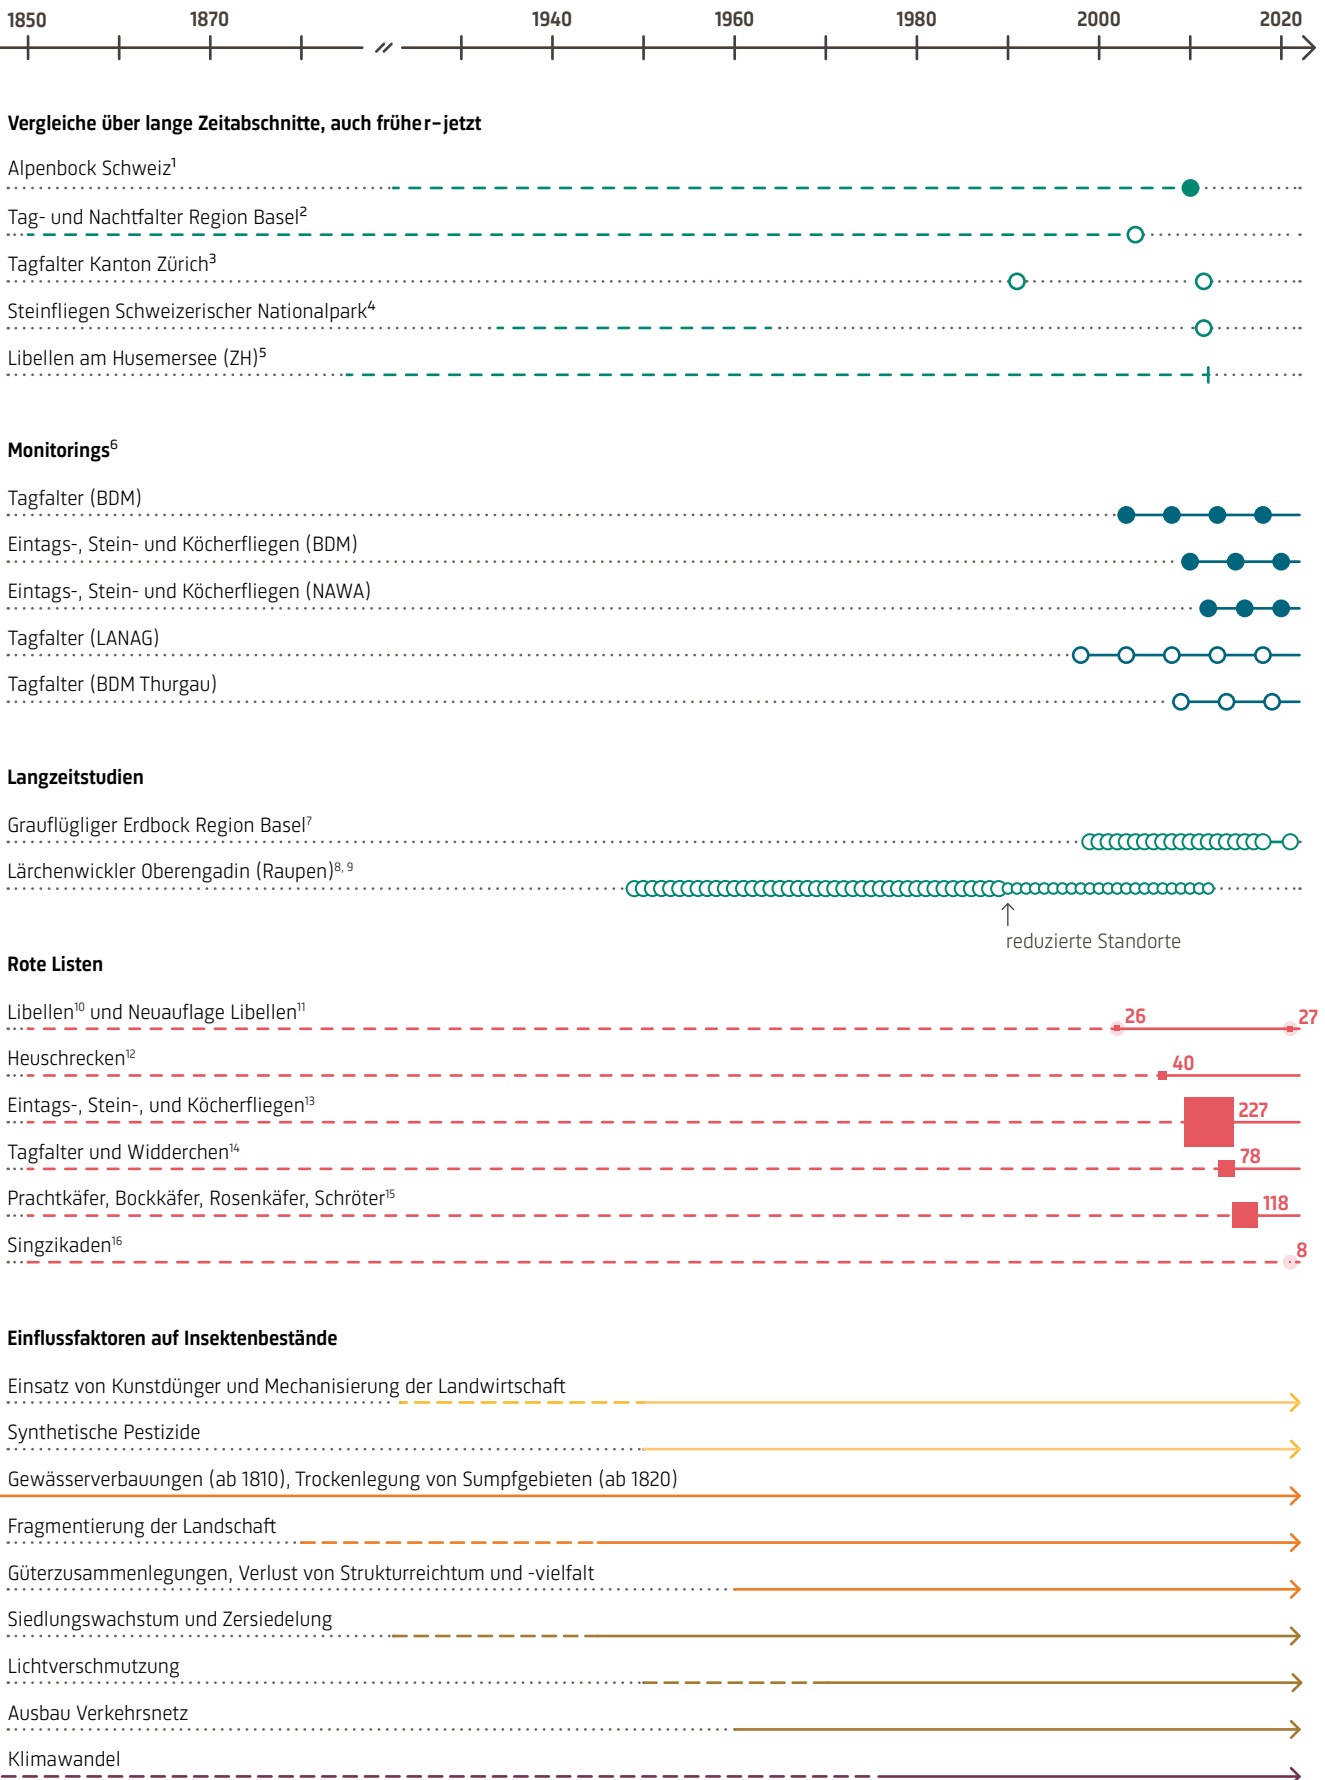 1850 1870 1940 1960 1980 2000 2020
Vergleiche über lange Zeitabschnitte, auch früher–jetzt
Alpenbock Schweiz¹
Tag- und Nachtfalter Region Basel²
Tagfalter Kanton Zürich³
Steinfliegen Schweizerischer Nationalpark⁴
Libellen am Husemersee (ZH)⁵
Monitorings⁶
Tagfalter (BDM)
Eintags-, Stein- und Köcherfliegen (BDM)
Eintags-, Stein- und Köcherfliegen (NAWA)
Tagfalter (LANAG)
Tagfalter (BDM Thurgau)
Langzeitstudien
Grauflügliger Erdbock Region Basel⁷
Lärchenwickler Oberengadin (Raupen)⁸, ⁹
reduzierte Standorte
Rote Listen
Libellen¹⁰ und Neuauflage Libellen¹¹
26 27
Heuschrecken¹²
40
Eintags-, Stein-, und Köcherfliegen¹³
227
Tagfalter und Widderchen¹⁴
78
Prachtkäfer, Bockkäfer, Rosenkäfer, Schröter¹⁵
118
Singzikaden¹⁶
8
Einflussfaktoren auf Insektenbestände
Einsatz von Kunstdünger und Mechanisierung der Landwirtschaft
Synthetische Pestizide
Gewässerverbauungen (ab 1810), Trockenlegung von Sumpfgebieten (ab 1820)
Fragmentierung der Landschaft
Güterzusammenlegungen, Verlust von Strukturreichtum und -vielfalt
Siedlungswachstum und Zersiedelung
Lichtverschmutzung
Ausbau Verkehrsnetz
Klimawandel